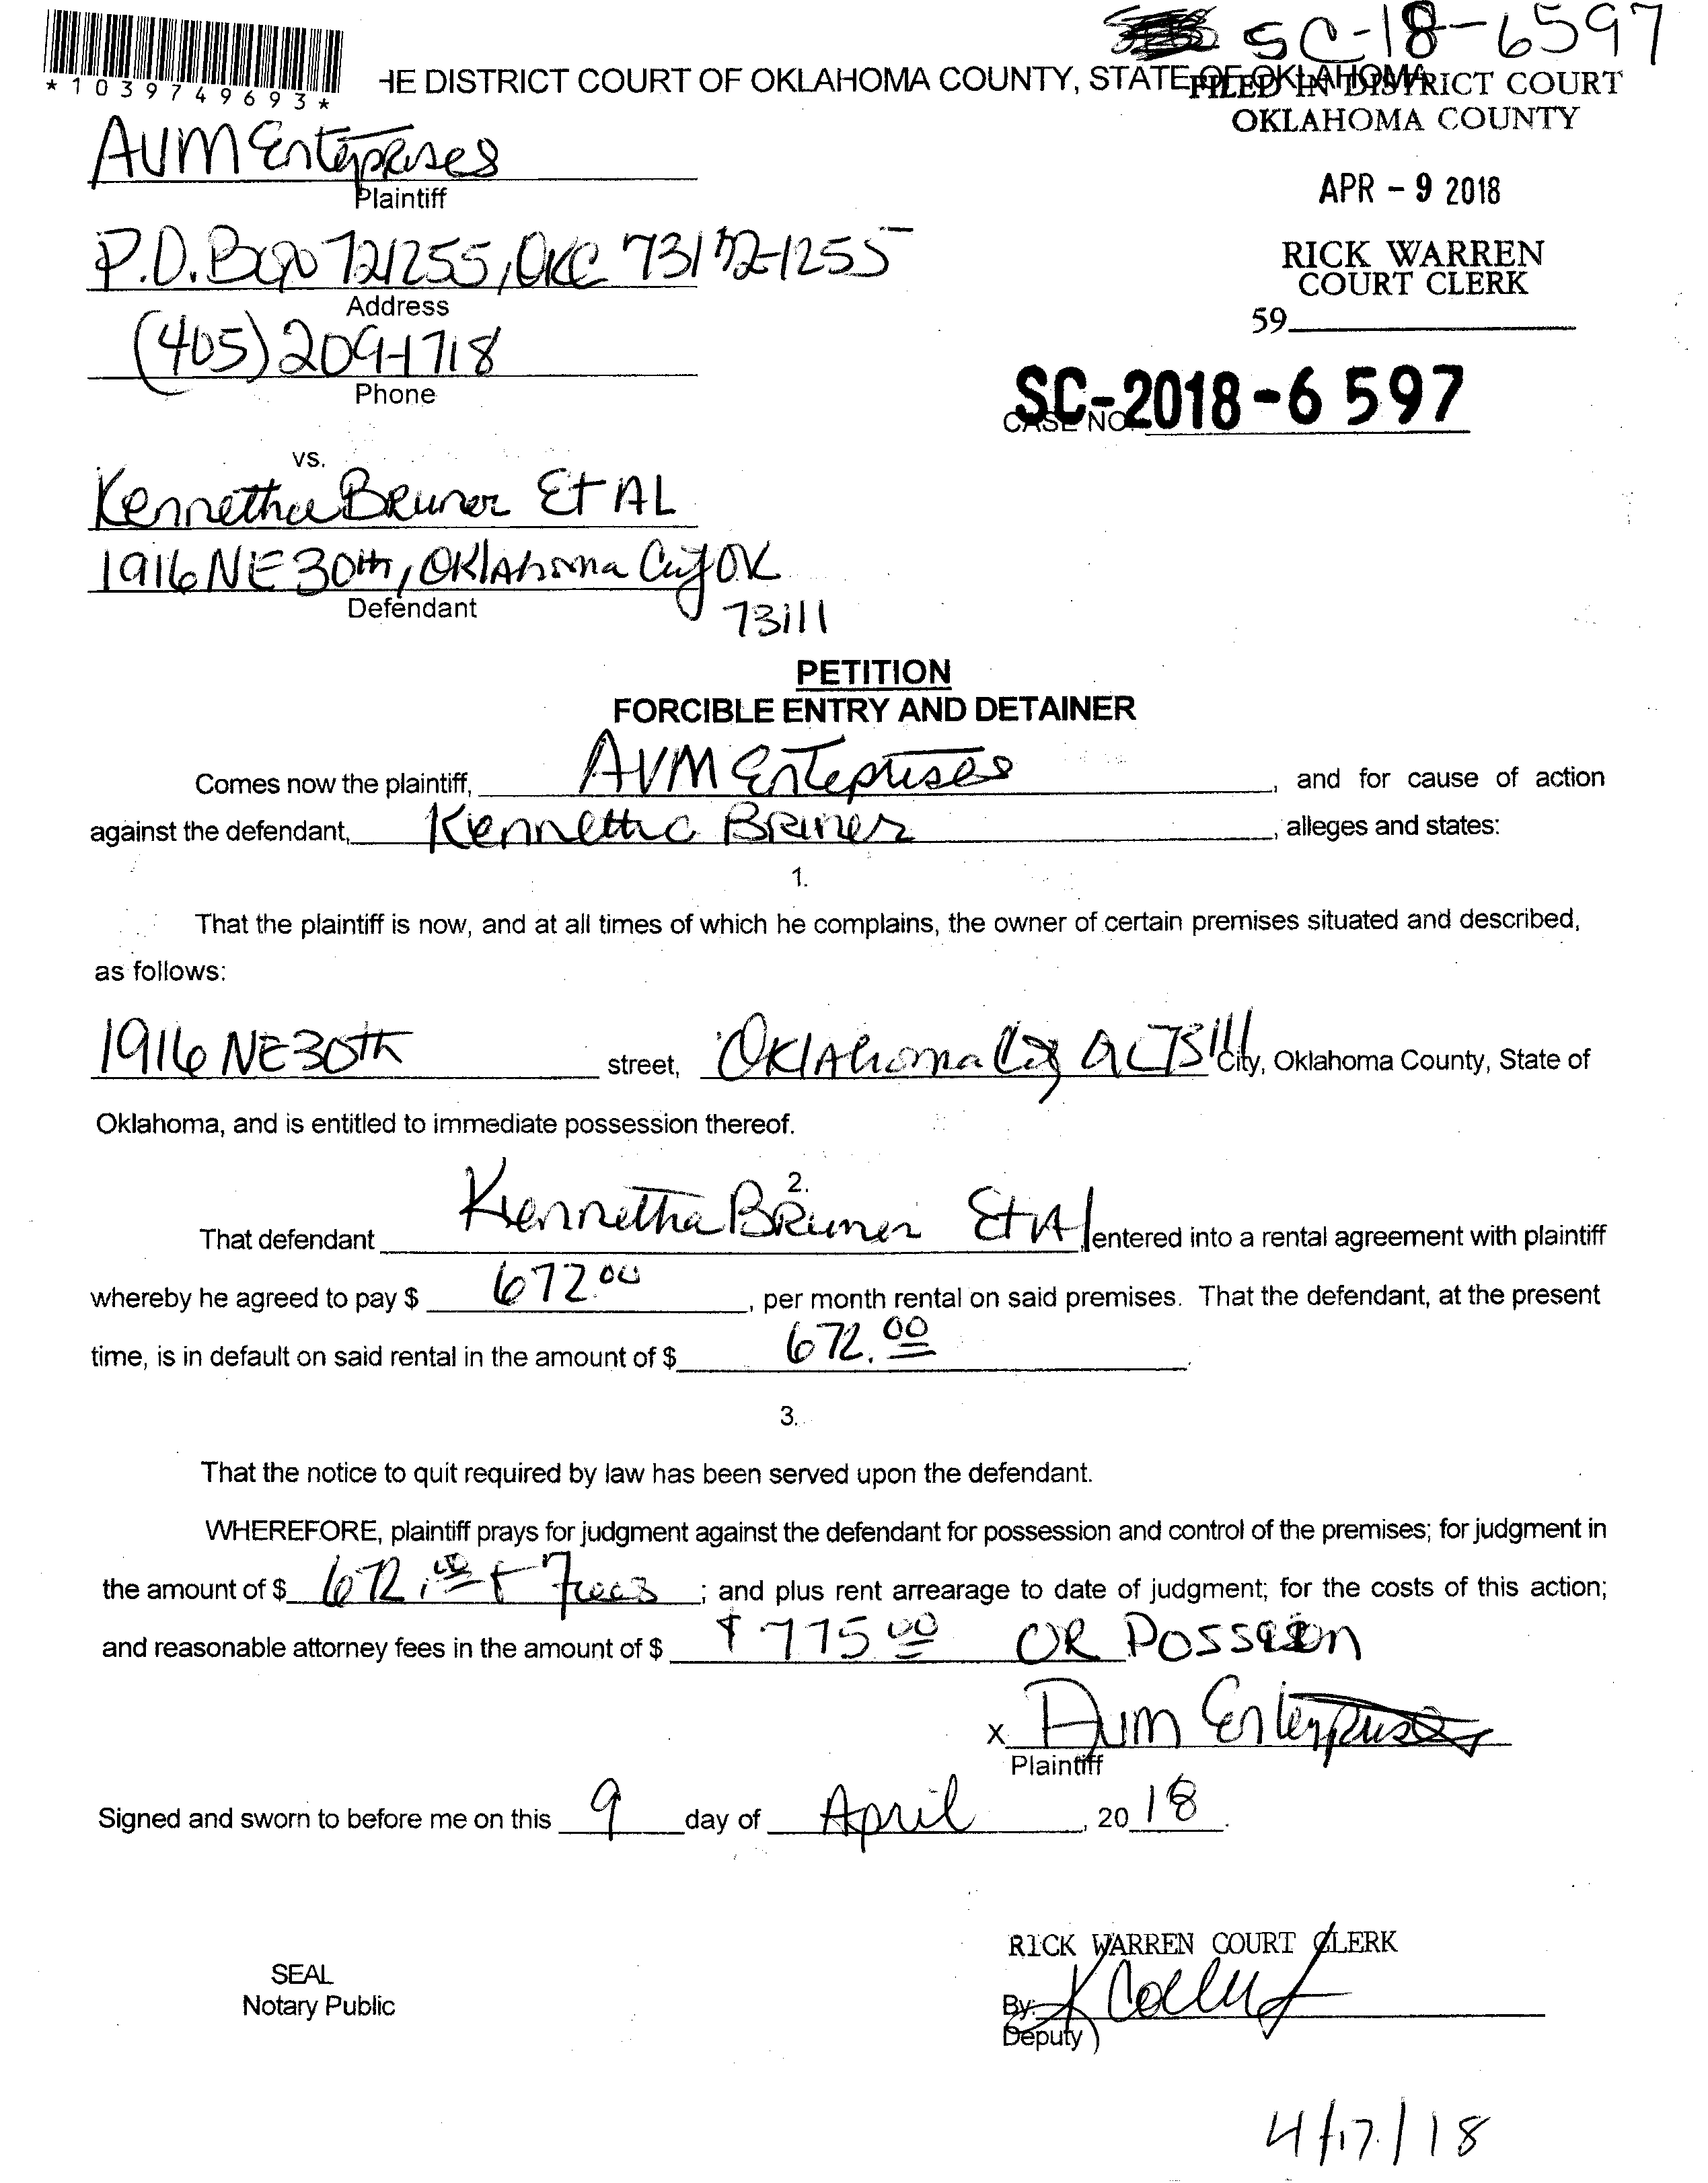 SC-18-6597
*1039749693*
HE DISTRICT COURT OF OKLAHOMA COUNTY, STATE OF OKLAHOMA
FILED IN DISTRICT COURT
OKLAHOMA COUNTY
AVM Enterprises
Plaintiff
APR - 9 2018
P.O. Box 721255, OKC 73172-1255
Address
RICK WARREN
COURT CLERK
59
(405) 209-1718
Phone
SC-2018-6597
CASE NO.
vs.
Kennetha Bruner Et AL
1916 NE 30th, Oklahoma City OK
Defendant
73111
PETITION
FORCIBLE ENTRY AND DETAINER
Comes now the plaintiff, AVM Enteprises, and for cause of action
against the defendant, Kennetha Bruner, alleges and states:
1.
That the plaintiff is now, and at all times of which he complains, the owner of certain premises situated and described,
as follows:
1916 NE 30th street, Oklahoma City OK 73111 City, Oklahoma County, State of
Oklahoma, and is entitled to immediate possession thereof.
2.
That defendant Kennetha Bruner Et Al entered into a rental agreement with plaintiff
whereby he agreed to pay $ 672.00, per month rental on said premises. That the defendant, at the present
time, is in default on said rental in the amount of $ 672.00.
3.
That the notice to quit required by law has been served upon the defendant.
WHEREFORE, plaintiff prays for judgment against the defendant for possession and control of the premises; for judgment in
the amount of $ 672.00 + Fees; and plus rent arrearage to date of judgment; for the costs of this action;
and reasonable attorney fees in the amount of $ 775.00 OR
x AVM Enterprises
Plaintiff
Signed and sworn to before me on this 9 day of April, 2018.
RICK WARREN COURT CLERK
SEAL
Notary Public
By:
Deputy
4/17/18